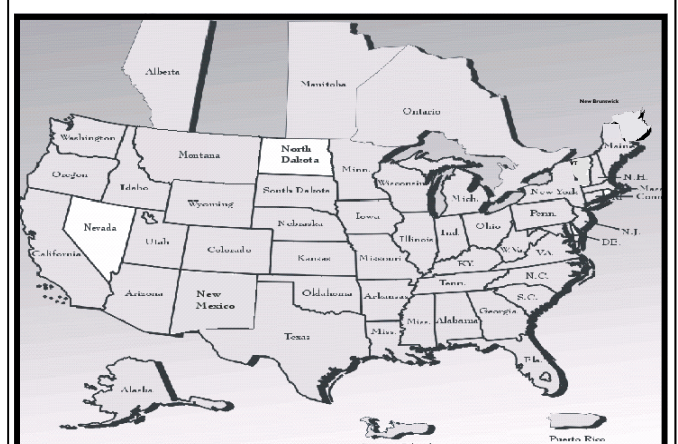 Alberta
Manitoba
Ontario
New Brunswick
Washington
Montana
North
Dakota
Minn.
Maine
Oregon
Idaho
Wyoming
South Dakota
Wisconsin
Mich.
New York
N.H.
Mass
Conn
Nevada
Utah
Colorado
Nebraska
Iowa
Illinois
Ind.
Ohio
Penn.
N.J.
DE.
California
Kansas
Missouri
KY.
W.Va.
VA.
Arizona
New
Mexico
Oklahoma
Arkansas
Tenn.
N.C.
S.C.
Texas
Miss.
Miss.
Alabama
Georgia
Fla.
Alaska
Puerto Rico